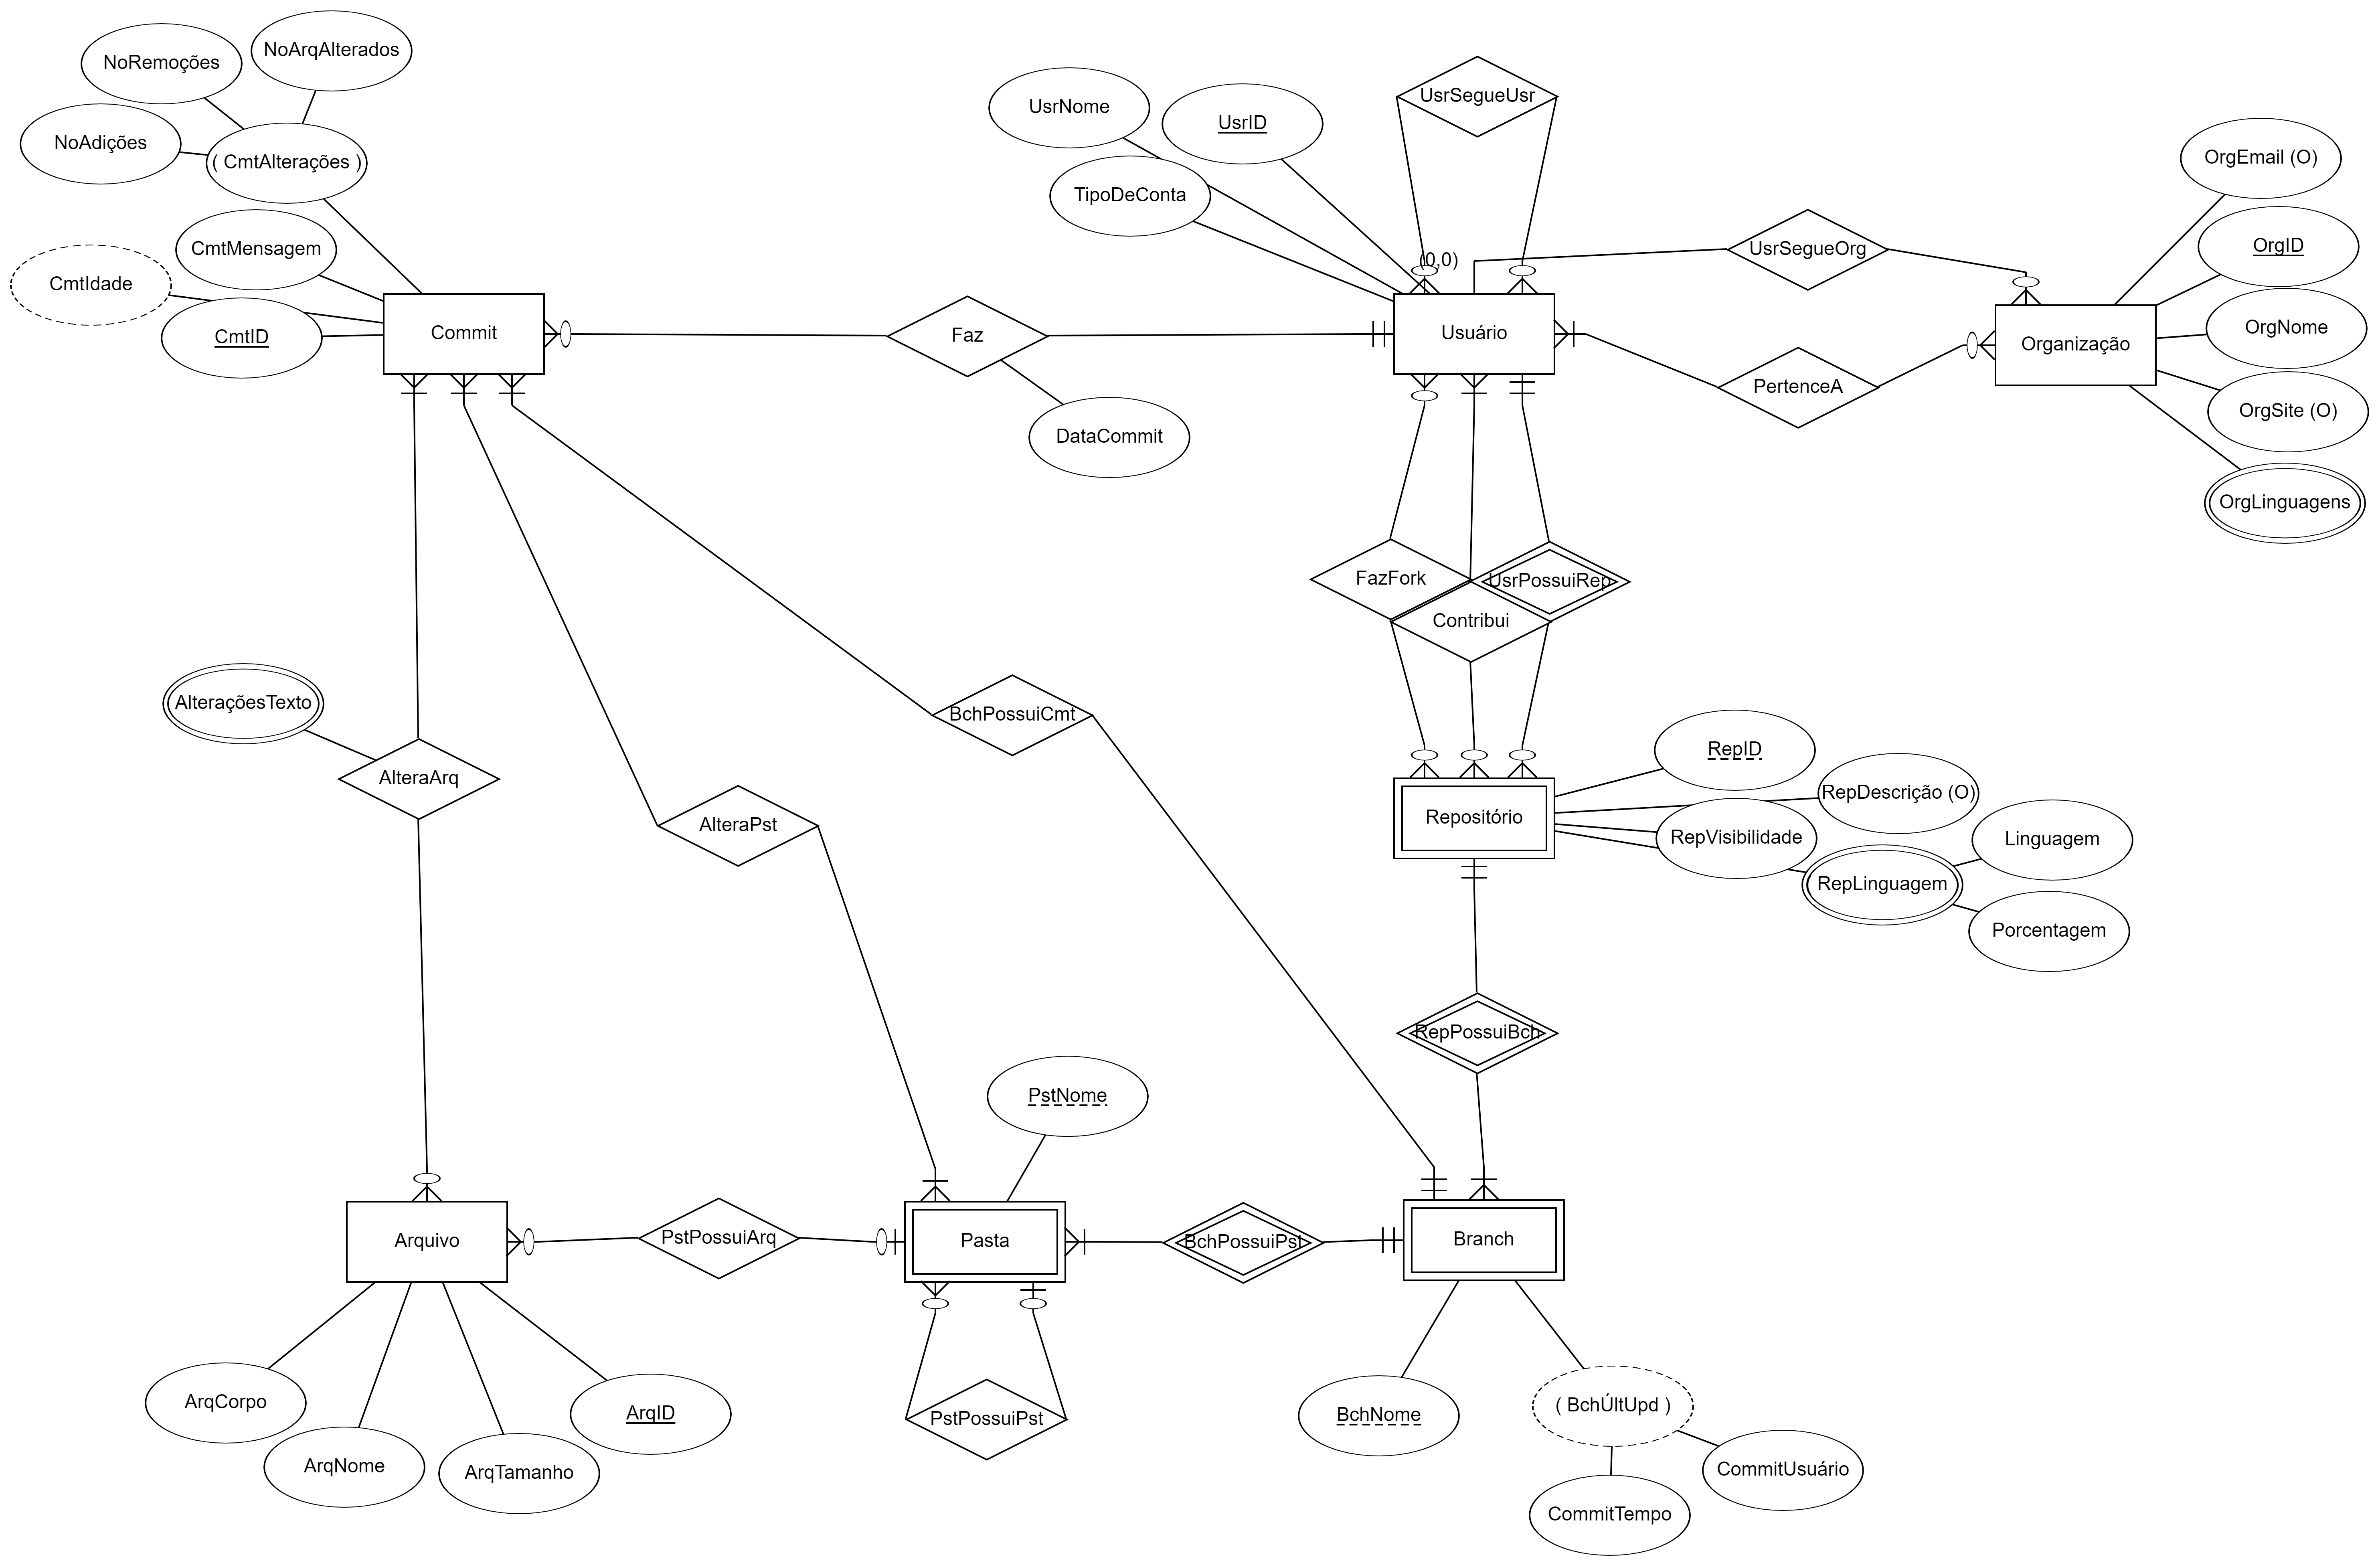 NoArqAlterados
NoRemoções
NoAdições
( CmtAlterações )
CmtMensagem
CmtIdade
CmtID
Commit
Faz
DataCommit
UsrNome
UsrID
TipoDeConta
UsrSegueUsr
(0,0)
Usuário
UsrSegueOrg
PertenceA
OrgEmail (O)
OrgID
OrgNome
Organização
OrgSite (O)
OrgLinguagens
FazFork
UsrPossuiRep
Contribui
AlteraçõesTexto
AlteraArq
AlteraPst
BchPossuiCmt
RepID
RepDescrição (O)
Repositório
RepVisibilidade
Linguagem
RepLinguagem
Porcentagem
RepPossuiBch
PstNome
Arquivo
PstPossuiArq
Pasta
BchPossuiPst
Branch
ArqCorpo
ArqNome
ArqTamanho
ArqID
PstPossuiPst
BchNome
( BchÚltUpd )
CommitUsuário
CommitTempo